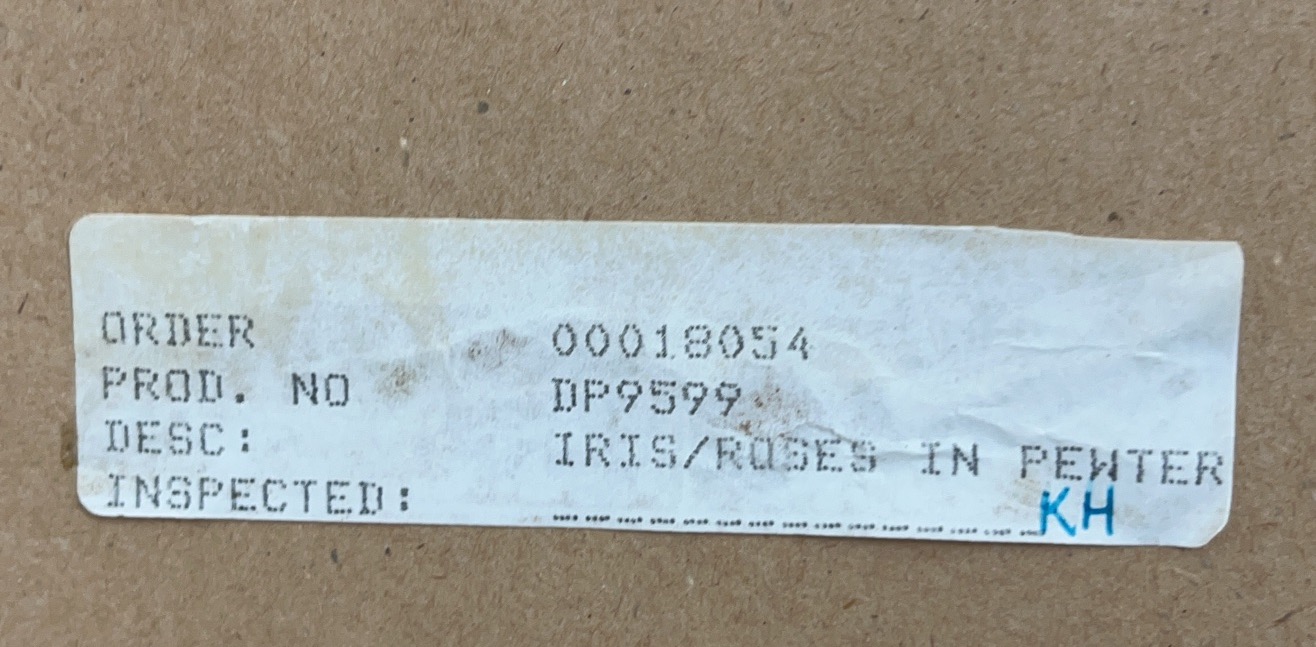 ORDER 00018054
PROD. NO DP9599
DESC: IRIS/ROSES IN PEWTER
INSPECTED: KH